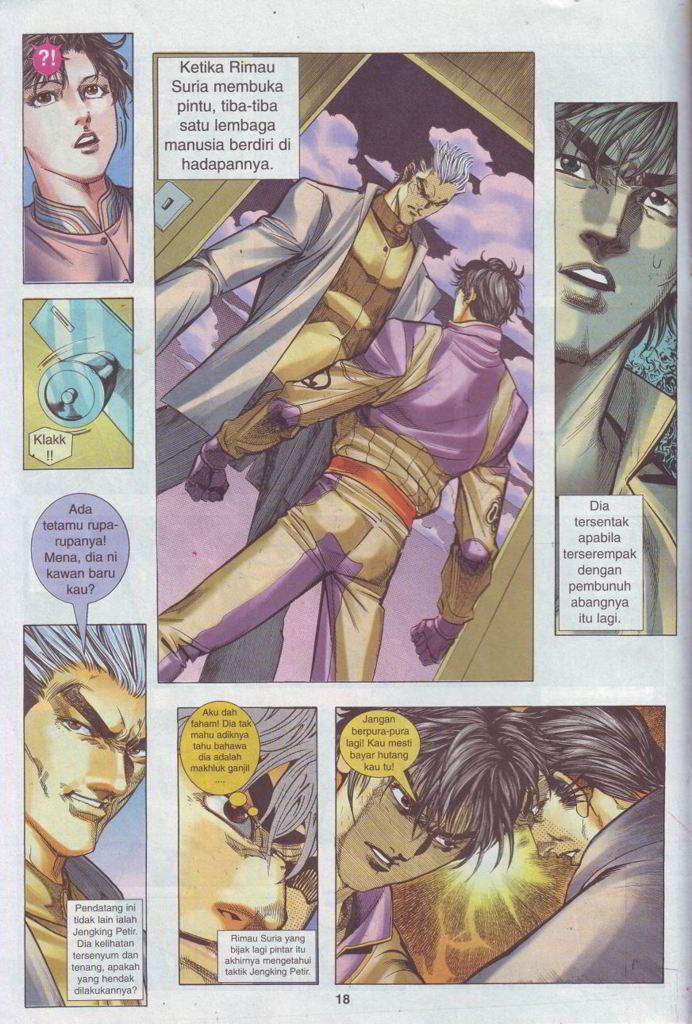 ?!
Ketika Rimau
Suria membuka
pintu, tiba-tiba
satu lembaga
manusia berdiri di
hadapannya.
Klakk
!!
Dia
tersentak
apabila
terserempak
dengan
pembunuh
abangnya
itu lagi.
Ada
tetamu rupa-
rupanya!
Mena, dia ni
kawan baru
kau?
Pendatang ini
tidak lain ialah
Jengking Petir.
Dia kelihatan
tersenyum dan
tenang, apakah
yang hendak
dilakukannya?
Aku dah
faham! Dia tak
mahu adiknya
tahu bahawa
dia adalah
makhluk ganjil
....
Rimau Suria yang
bijak lagi pintar itu
akhirnya mengetahui
taktik Jengking Petir.
Jangan
berpura-pura
lagi! Kau mesti
bayar hutang
kau tu!
18